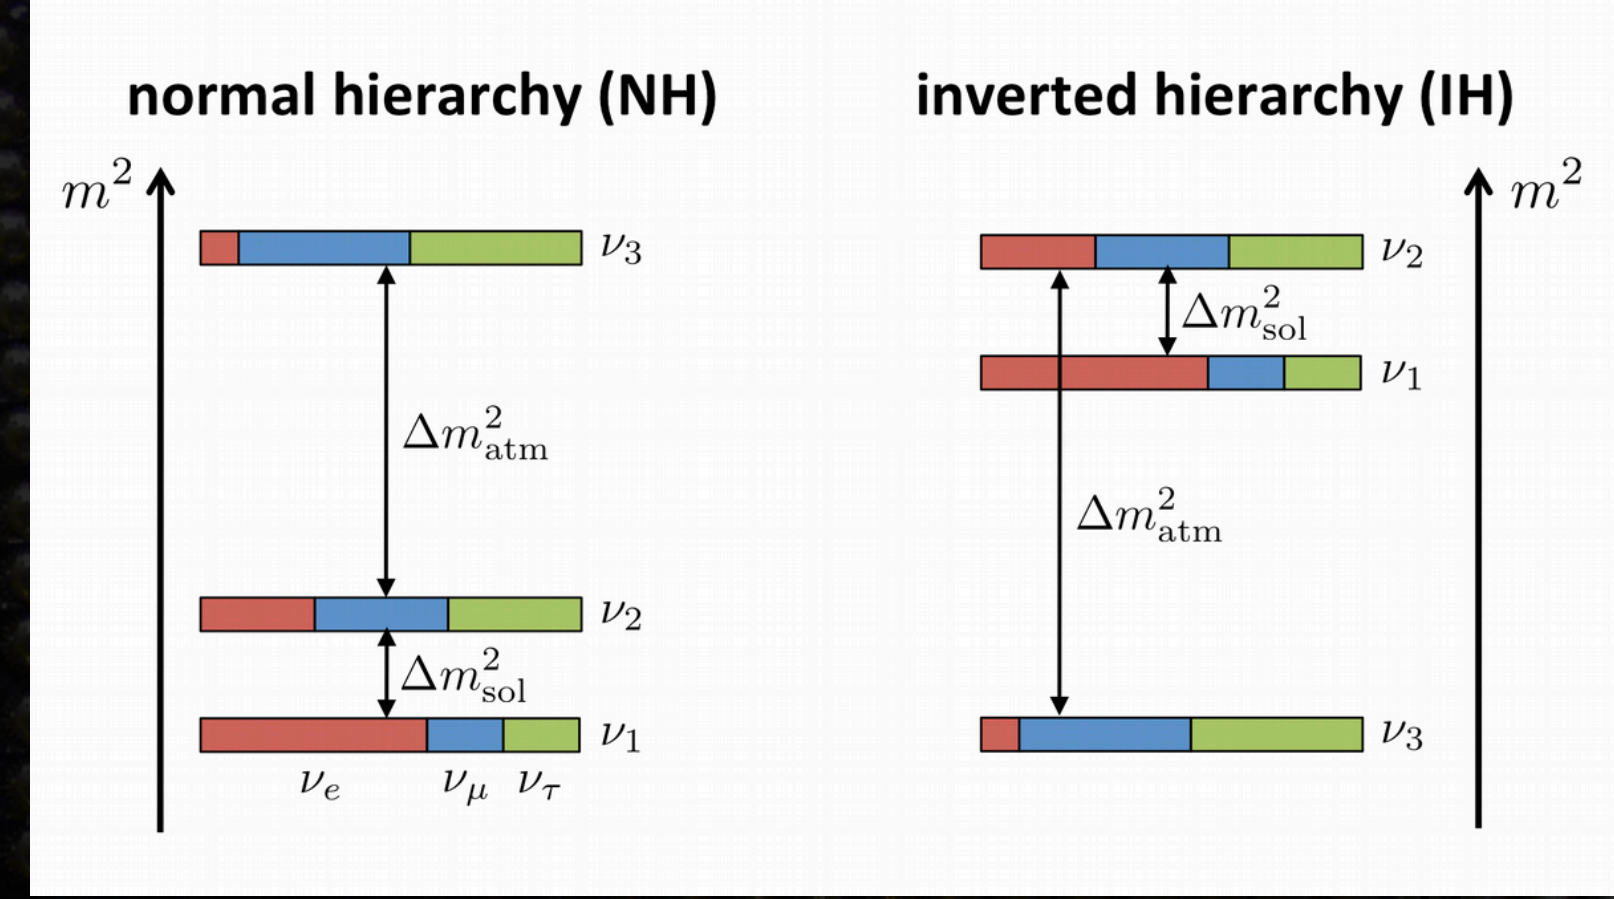 normal hierarchy (NH)
m²
ν₃
Δm²atm
ν₂
Δm²sol
ν₁
νe νμ ντ
inverted hierarchy (IH)
m²
ν₂
Δm²sol
ν₁
Δm²atm
ν₃